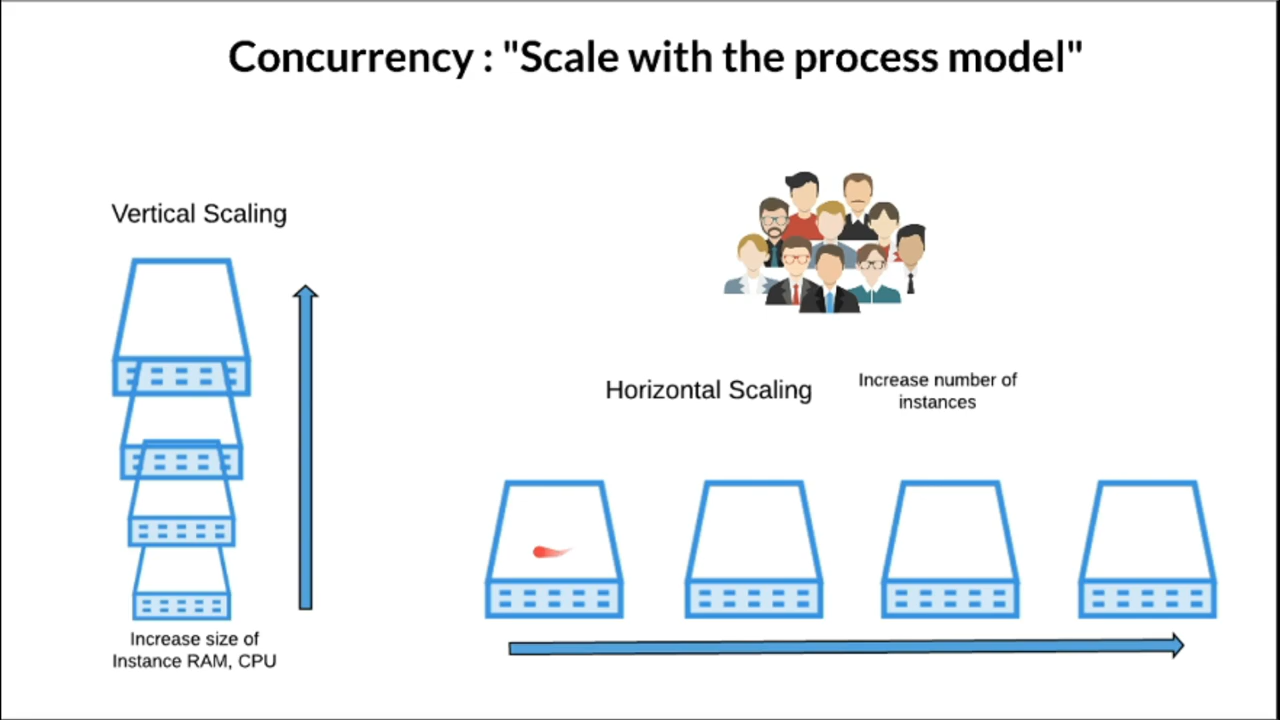 Concurrency : "Scale with the process model"
Vertical Scaling
Increase size of
Instance RAM, CPU
Horizontal Scaling
Increase number of
instances